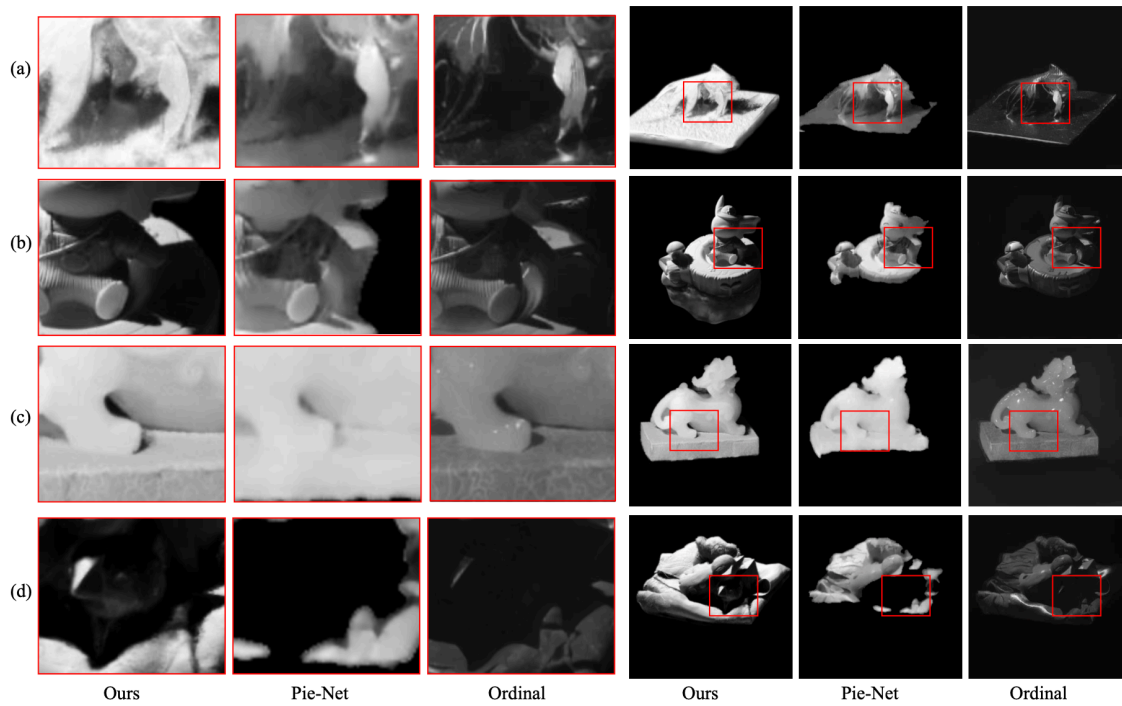 (a)
(b)
(c)
(d)
Ours Pie-Net Ordinal Ours Pie-Net Ordinal